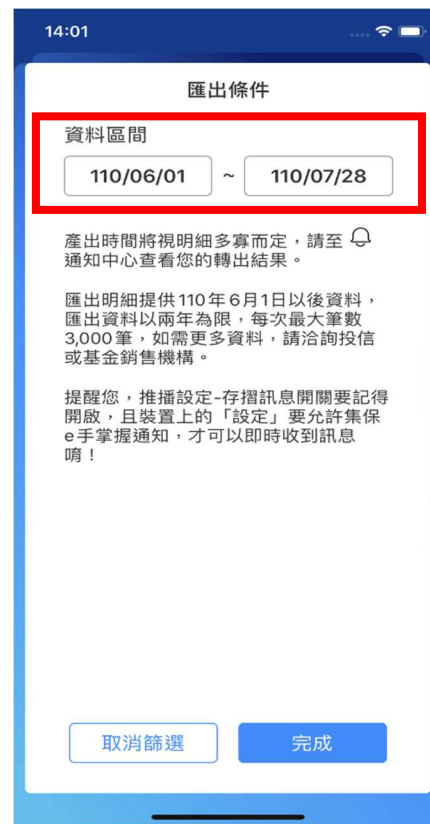 14:01
匯出條件
資料區間
110/06/01 ~ 110/07/28
產出時間將視明細多寡而定，請至
通知中心查看您的轉出結果。
匯出明細提供110年6月1日以後資料，
匯出資料以兩年為限，每次最大筆數
3,000筆，如需更多資料，請洽詢投信
或基金銷售機構。
提醒您，推播設定-存摺訊息開關要記得
開啟，且裝置上的「設定」要允許集保
e手掌握通知，才可以即時收到訊息
唷！
取消篩選 完成